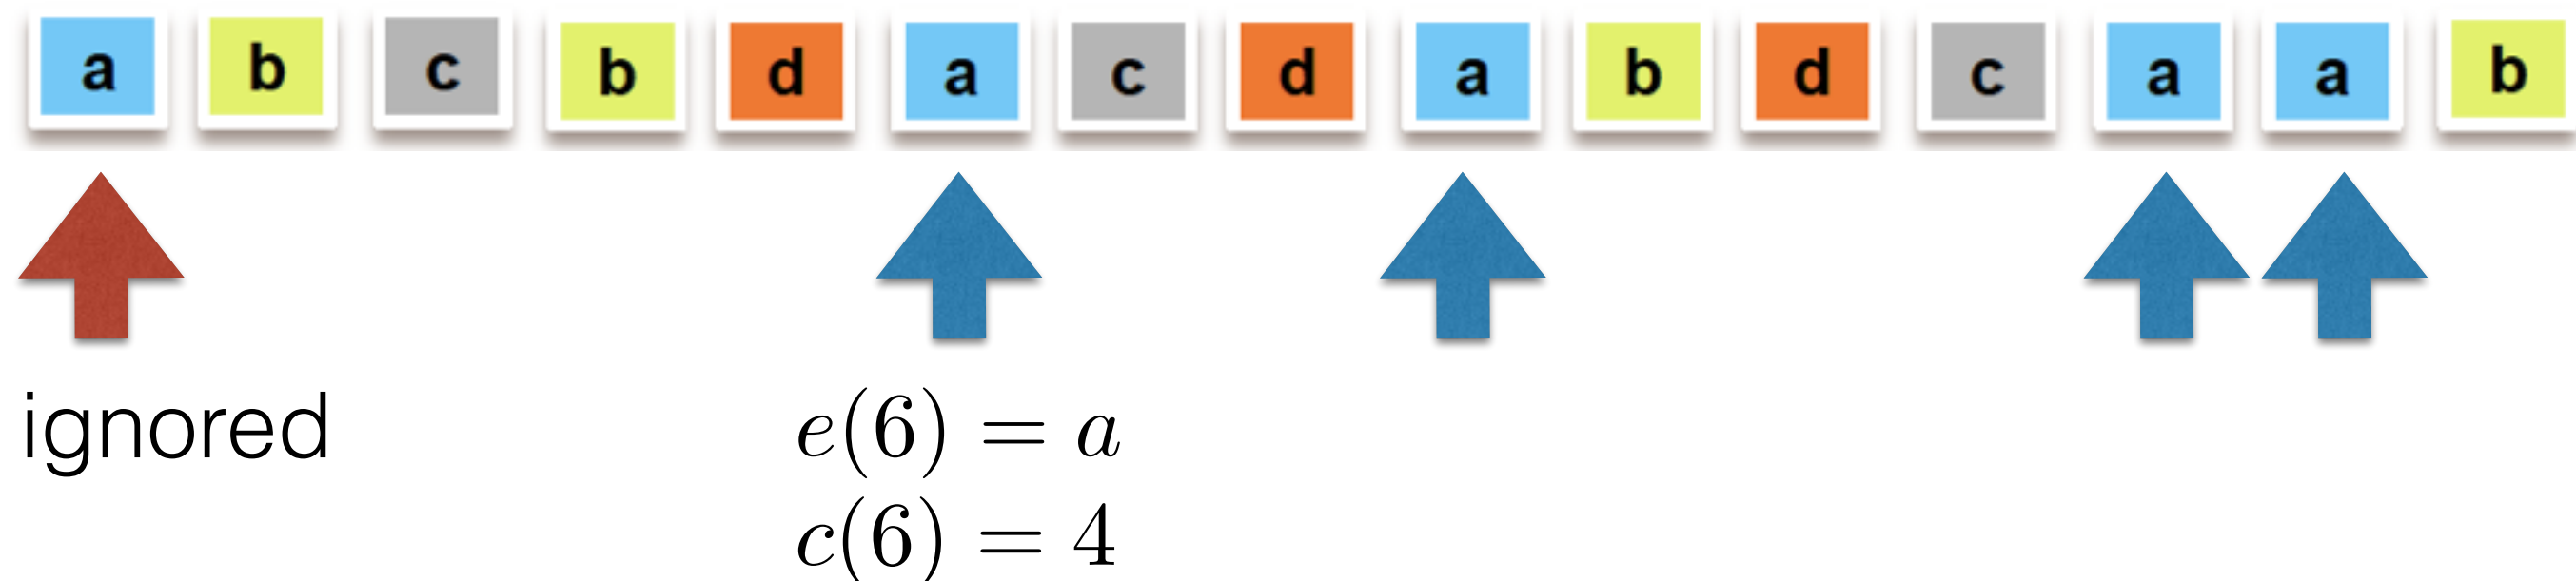 a b c b d a c d a b d c a a b
ignored
e(6) = a
c(6) = 4